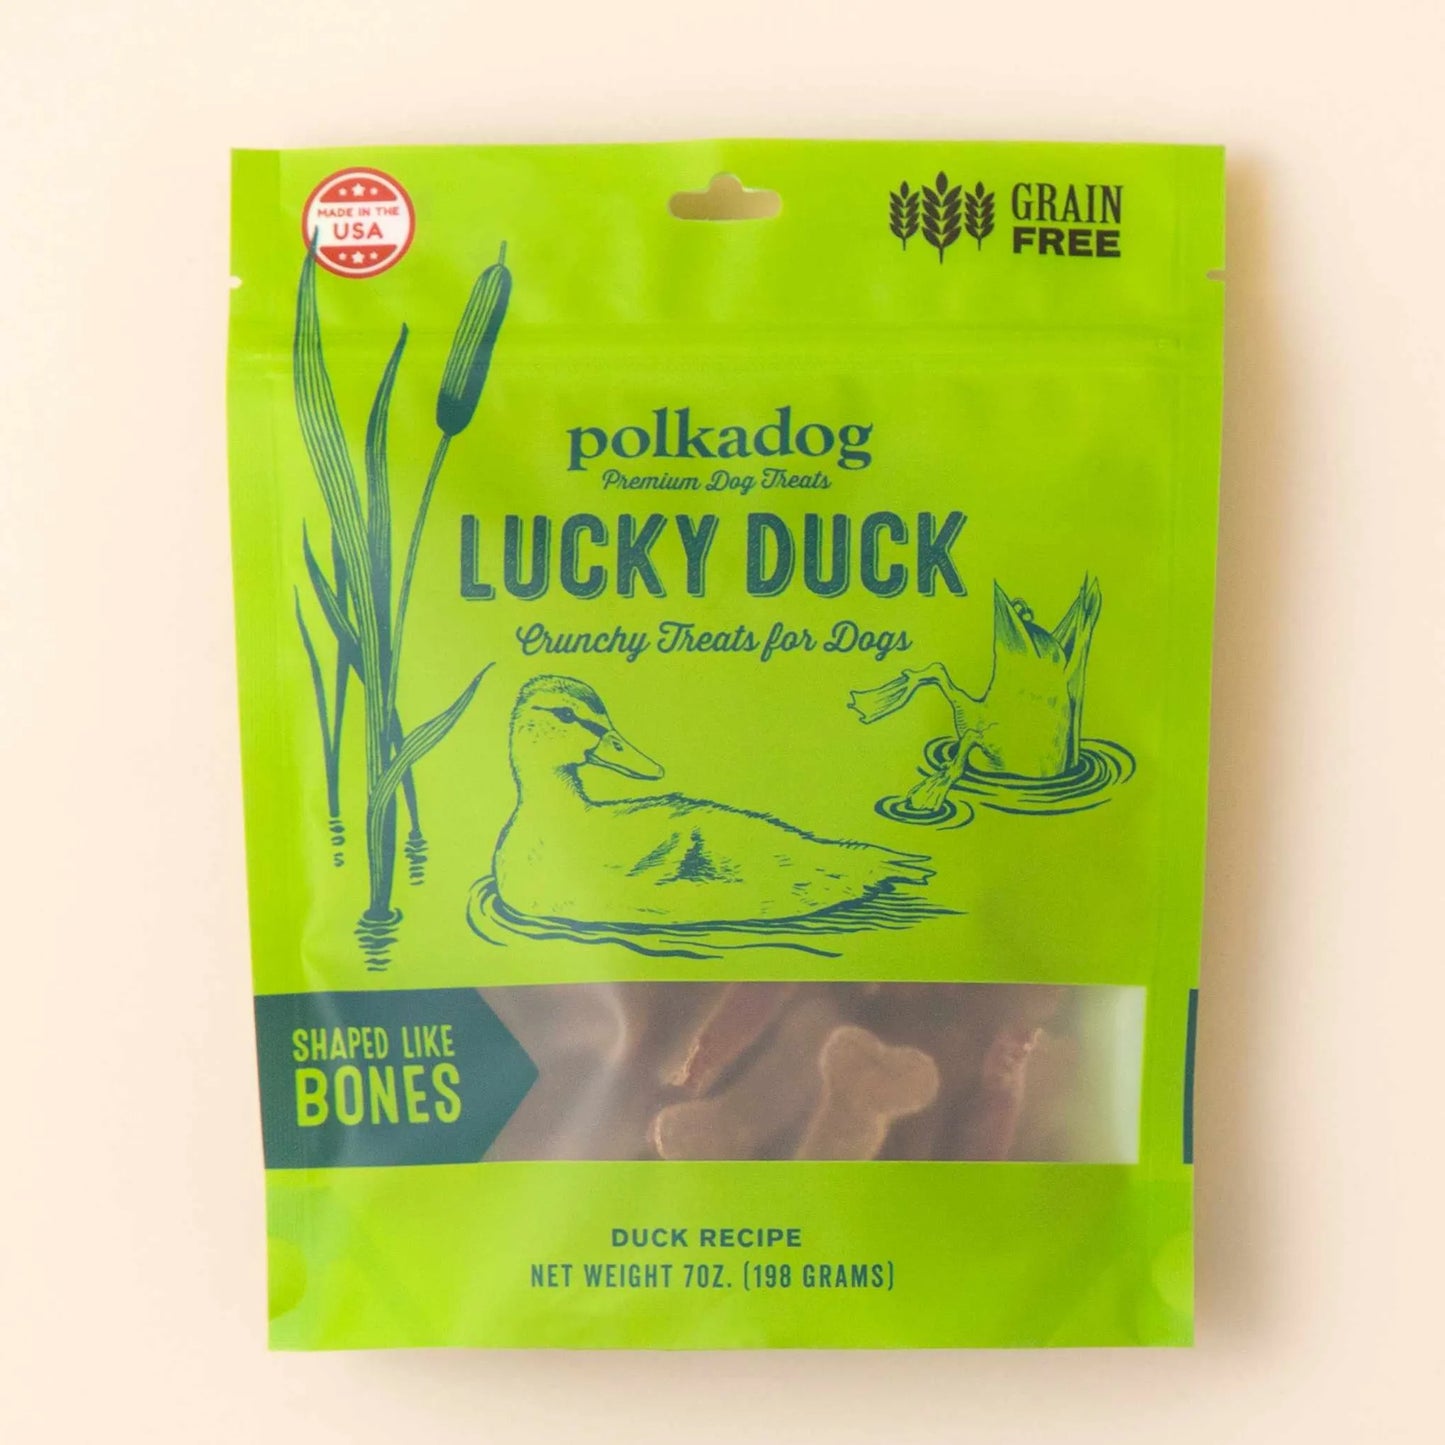 MADE IN THE
USA
GRAIN
FREE
polkadog
Premium Dog Treats
LUCKY DUCK
Crunchy Treats for Dogs
SHAPED LIKE
BONES
DUCK RECIPE
NET WEIGHT 7OZ. (198 GRAMS)